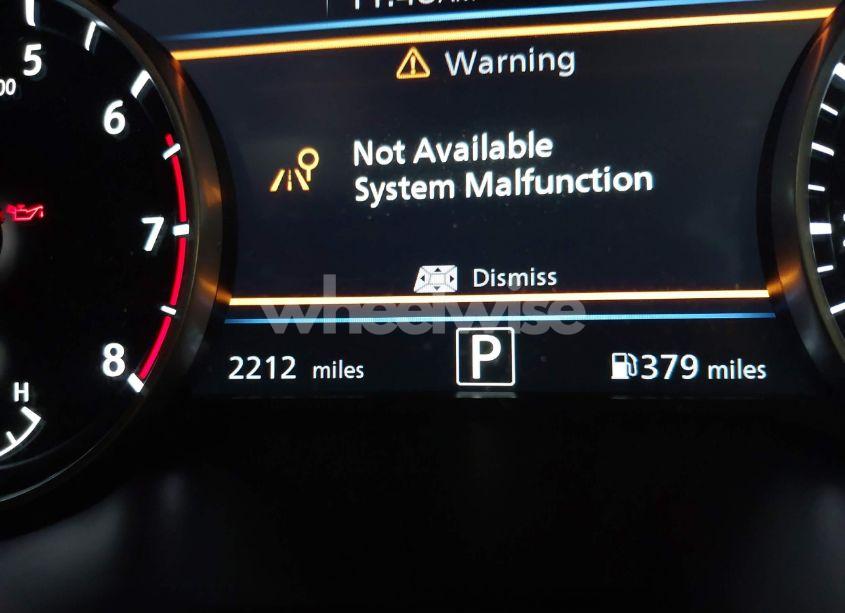 Warning
Not Available
System Malfunction
Dismiss
wheelwise
2212 miles
P
379 miles
5
6
7
8
H